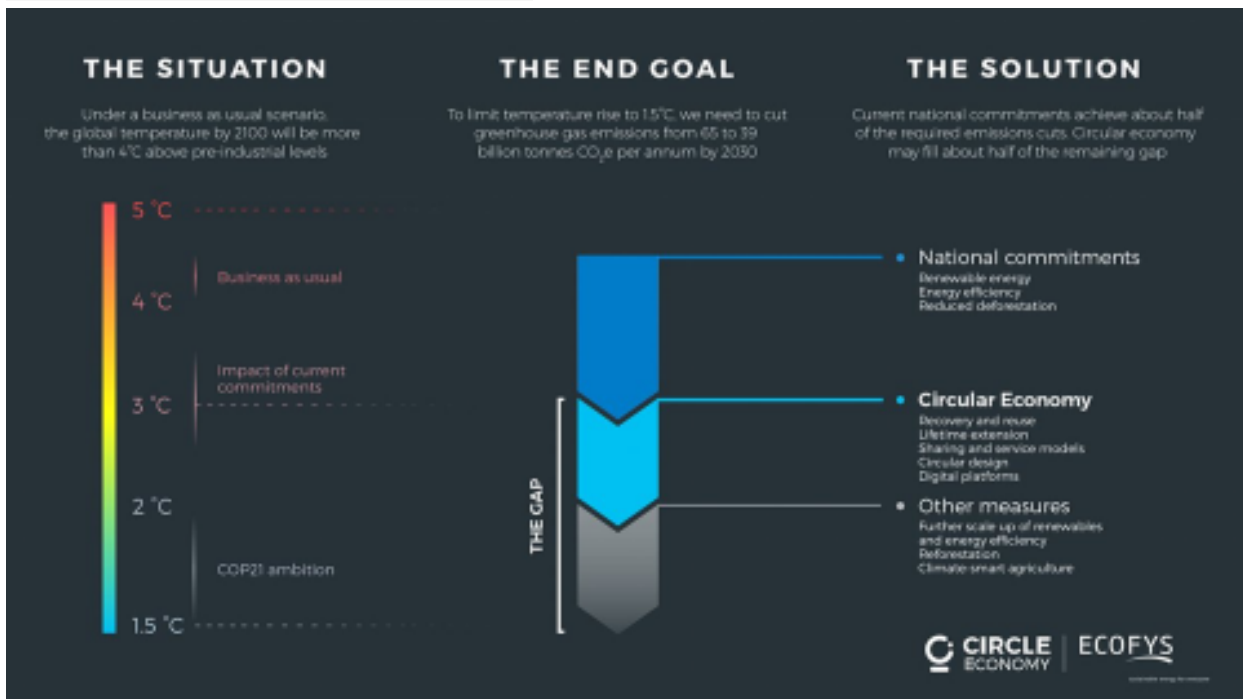 THE SITUATION
Under a business as usual scenario,
the global temperature by 2100 will be more
than 4°C above pre-industrial levels
5 °C
Business as usual
4 °C
Impact of current
commitments
3 °C
2 °C
COP21 ambition
1.5 °C
THE END GOAL
To limit temperature rise to 1.5°C, we need to cut
greenhouse gas emissions from 65 to 39
billion tonnes CO₂e per annum by 2030
THE GAP
THE SOLUTION
Current national commitments achieve about half
of the required emissions cuts. Circular economy
may fill about half of the remaining gap
National commitments
Renewable energy
Energy efficiency
Reduced deforestation
Circular Economy
Recovery and reuse
Lifetime extension
Sharing and service models
Circular design
Digital platforms
Other measures
Further scale up of renewables
and energy efficiency
Reforestation
Climate smart agriculture
CIRCLE
ECONOMY
ECOFYS